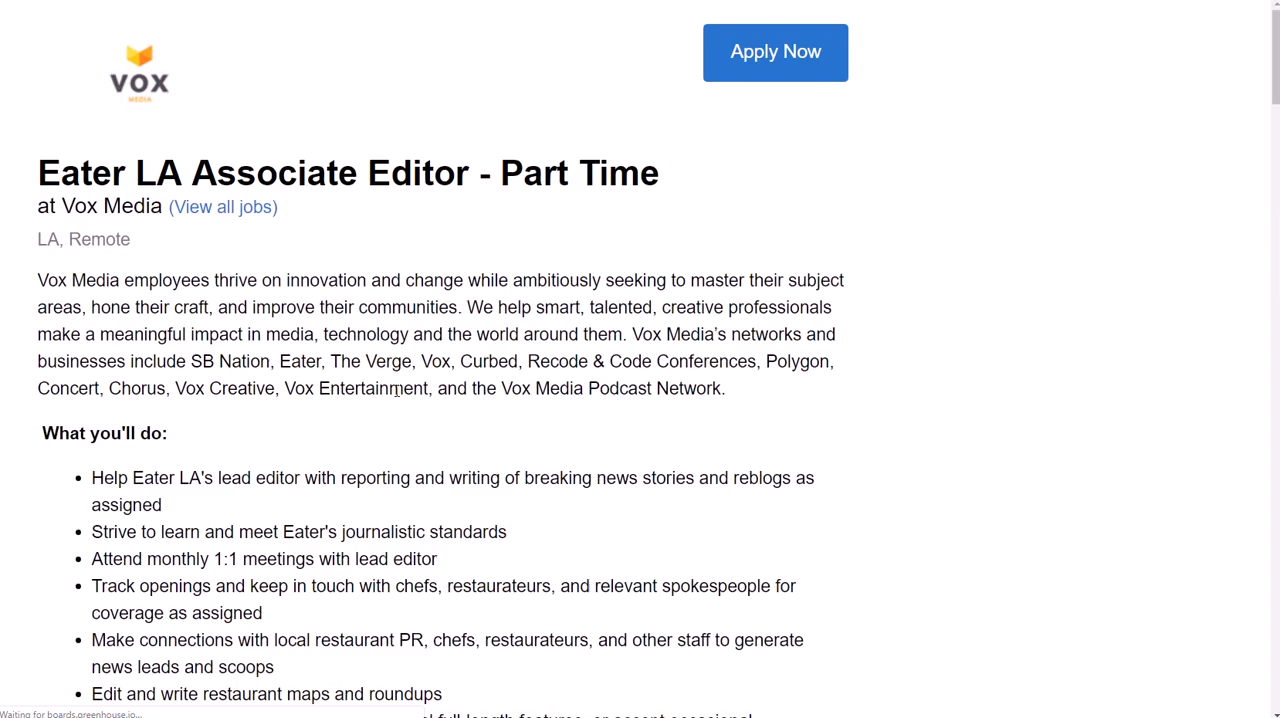 VOX
MEDIA
Apply Now
Eater LA Associate Editor - Part Time
at Vox Media (View all jobs)
LA, Remote
Vox Media employees thrive on innovation and change while ambitiously seeking to master their subject
areas, hone their craft, and improve their communities. We help smart, talented, creative professionals
make a meaningful impact in media, technology and the world around them. Vox Media’s networks and
businesses include SB Nation, Eater, The Verge, Vox, Curbed, Recode & Code Conferences, Polygon,
Concert, Chorus, Vox Creative, Vox Entertainment, and the Vox Media Podcast Network.
What you'll do:
• Help Eater LA's lead editor with reporting and writing of breaking news stories and reblogs as
assigned
• Strive to learn and meet Eater's journalistic standards
• Attend monthly 1:1 meetings with lead editor
• Track openings and keep in touch with chefs, restaurateurs, and relevant spokespeople for
coverage as assigned
• Make connections with local restaurant PR, chefs, restaurateurs, and other staff to generate
news leads and scoops
• Edit and write restaurant maps and roundups
full-length features, or accept occasional
Waiting for boards.greenhouse.io...